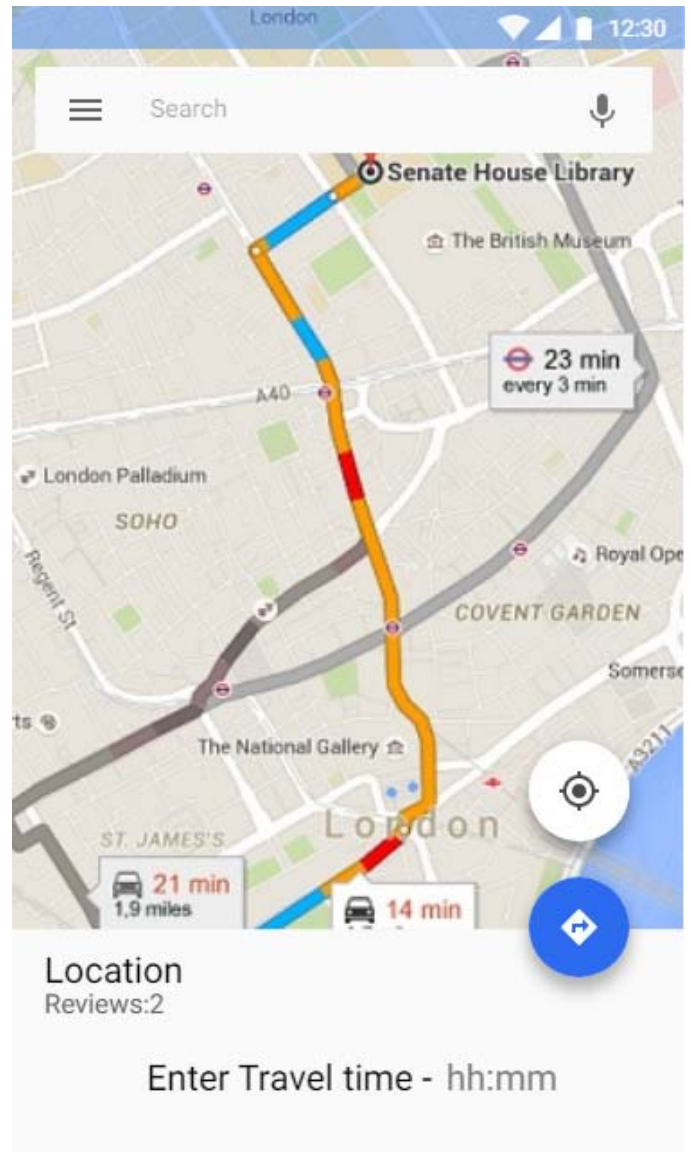 London
12:30
Search
Senate House Library
The British Museum
23 min
every 3 min
A40
London Palladium
SOHO
Regent St
Royal Ope
COVENT GARDEN
Somerse
ts
The National Gallery
A3211
London
ST. JAMES'S
21 min
1,9 miles
14 min
Location
Reviews:2
Enter Travel time - hh:mm